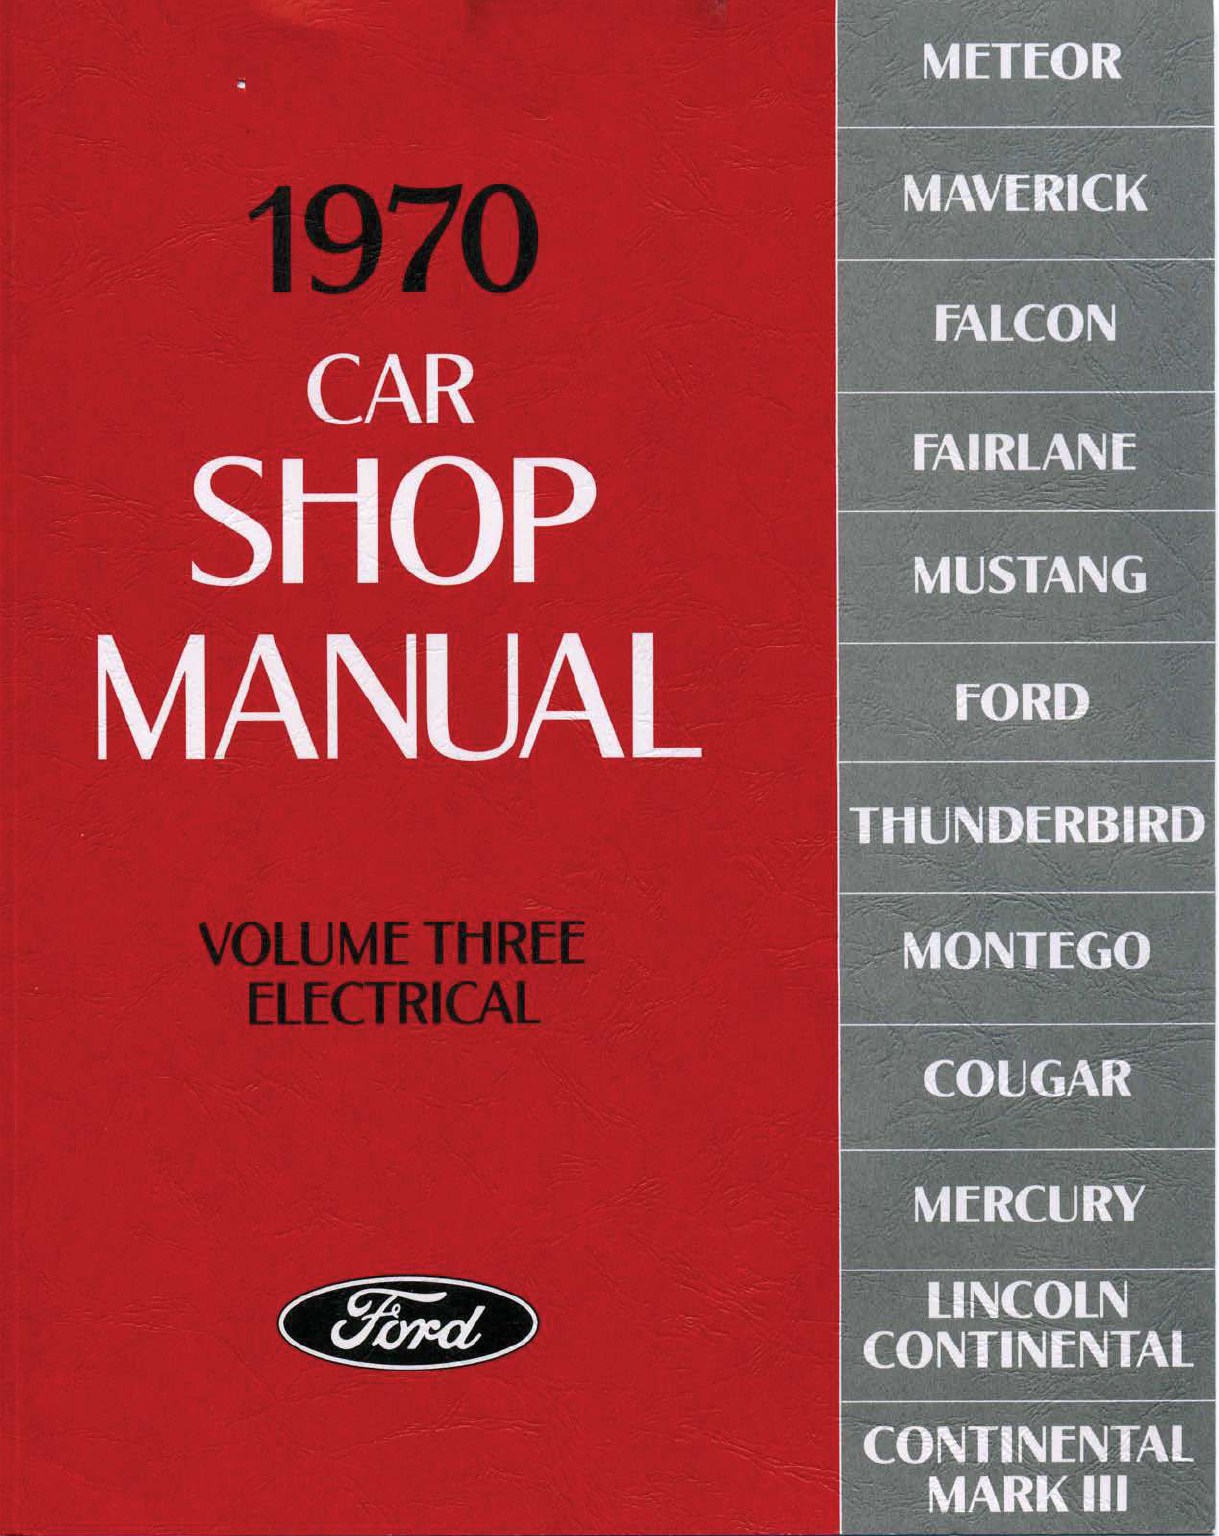 1970
CAR
SHOP
MANUAL
VOLUME THREE
ELECTRICAL
Ford
METEOR
MAVERICK
FALCON
FAIRLANE
MUSTANG
FORD
THUNDERBIRD
MONTEGO
COUGAR
MERCURY
LINCOLN
CONTINENTAL
CONTINENTAL
MARK III